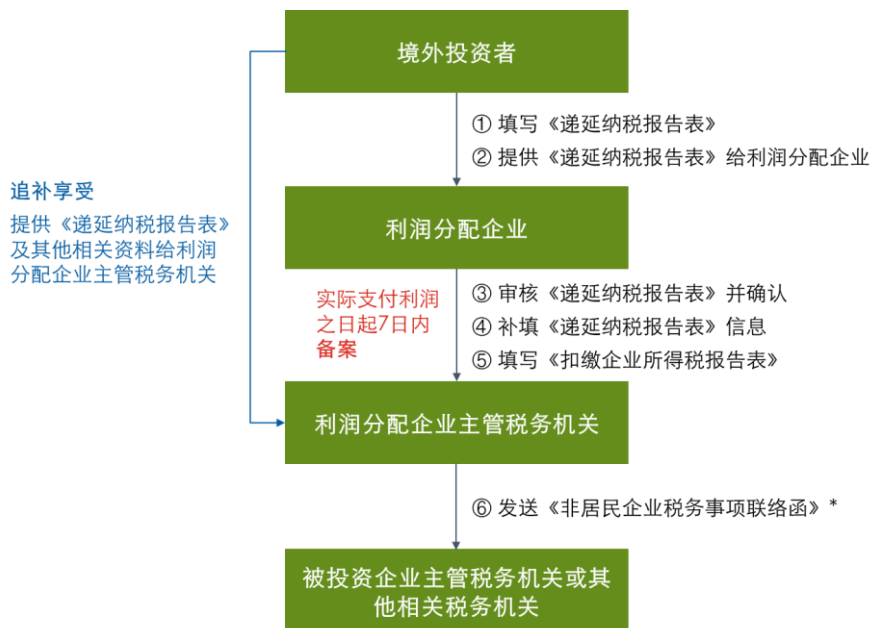 境外投资者
① 填写《递延纳税报告表》
② 提供《递延纳税报告表》给利润分配企业
追补享受
提供《递延纳税报告表》
及其他相关资料给利润
分配企业主管税务机关
利润分配企业
实际支付利润
之日起7日内
备案
③ 审核《递延纳税报告表》并确认
④ 补填《递延纳税报告表》信息
⑤ 填写《扣缴企业所得税报告表》
利润分配企业主管税务机关
⑥ 发送《非居民企业税务事项联络函》*
被投资企业主管税务机关或其
他相关税务机关